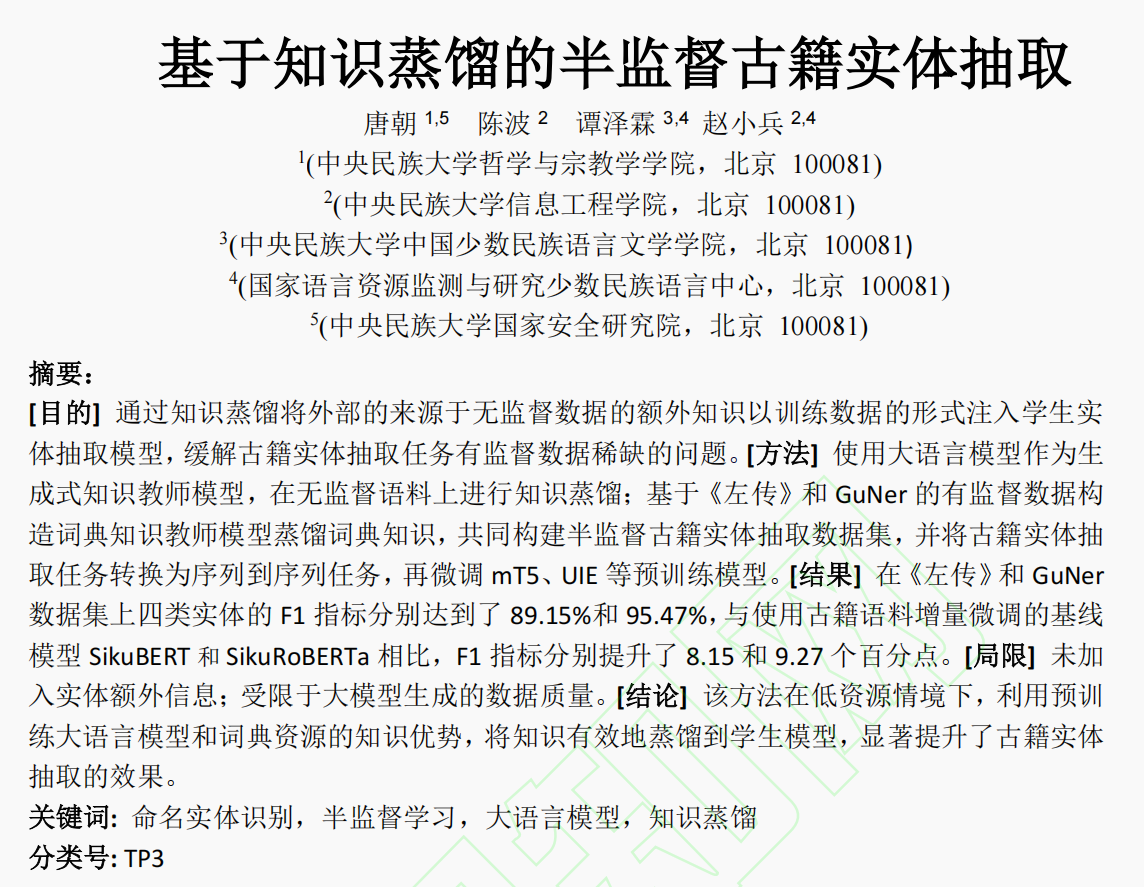 基于知识蒸馏的半监督古籍实体抽取
唐朝 1,5 陈波 2 谭泽霖 3,4 赵小兵 2,4
1(中央民族大学哲学与宗教学学院，北京 100081)
2(中央民族大学信息工程学院，北京 100081)
3(中央民族大学中国少数民族语言文学学院，北京 100081)
4(国家语言资源监测与研究少数民族语言中心，北京 100081)
5(中央民族大学国家安全研究院，北京 100081)
摘要：
[目的] 通过知识蒸馏将外部的来源于无监督数据的额外知识以训练数据的形式注入学生实
体抽取模型，缓解古籍实体抽取任务有监督数据稀缺的问题。[方法] 使用大语言模型作为生
成式知识教师模型，在无监督语料上进行知识蒸馏；基于《左传》和 GuNer 的有监督数据构
造词典知识教师模型蒸馏词典知识，共同构建半监督古籍实体抽取数据集，并将古籍实体抽
取任务转换为序列到序列任务，再微调 mT5、UIE 等预训练模型。[结果] 在《左传》和 GuNer
数据集上四类实体的 F1 指标分别达到了 89.15%和 95.47%，与使用古籍语料增量微调的基线
模型 SikuBERT 和 SikuRoBERTa 相比，F1 指标分别提升了 8.15 和 9.27 个百分点。[局限] 未加
入实体额外信息；受限于大模型生成的数据质量。[结论] 该方法在低资源情境下，利用预训
练大语言模型和词典资源的知识优势，将知识有效地蒸馏到学生模型，显著提升了古籍实体
抽取的效果。
关键词: 命名实体识别，半监督学习，大语言模型，知识蒸馏
分类号: TP3